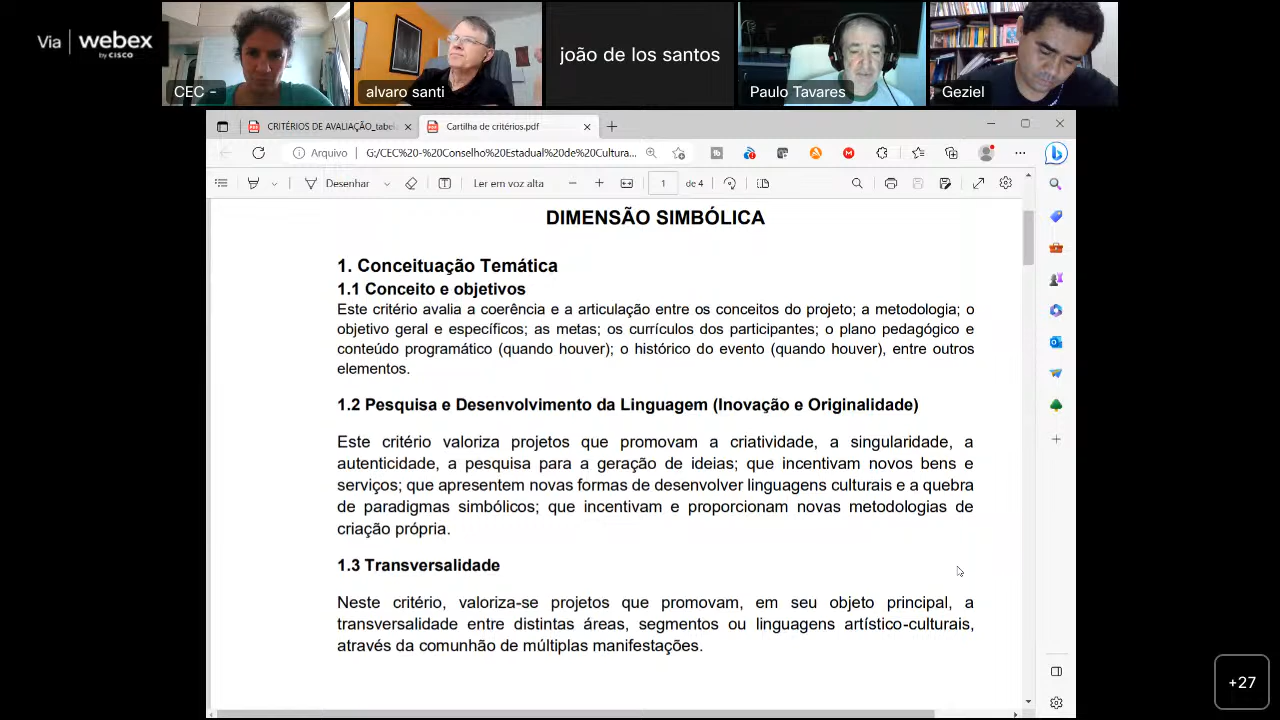 Via webex
by CISCO
CEC -
alvaro santi
joão de los santos
Paulo Tavares
Geziel
CRITÉRIOS DE AVALIAÇÃO_tabel
Cartilha de critérios.pdf
Arquivo
G:/CEC%20-%20Conselho%20Estadual%20de%20Cultura...
Desenhar
Ler em voz alta
1 de 4
DIMENSÃO SIMBÓLICA
1. Conceituação Temática
1.1 Conceito e objetivos
Este critério avalia a coerência e a articulação entre os conceitos do projeto; a metodologia; o
objetivo geral e específicos; as metas; os currículos dos participantes; o plano pedagógico e
conteúdo programático (quando houver); o histórico do evento (quando houver), entre outros
elementos.
1.2 Pesquisa e Desenvolvimento da Linguagem (Inovação e Originalidade)
Este critério valoriza projetos que promovam a criatividade, a singularidade, a
autenticidade, a pesquisa para a geração de ideias; que incentivam novos bens e
serviços; que apresentem novas formas de desenvolver linguagens culturais e a quebra
de paradigmas simbólicos; que incentivam e proporcionam novas metodologias de
criação própria.
1.3 Transversalidade
Neste critério, valoriza-se projetos que promovam, em seu objeto principal, a
transversalidade entre distintas áreas, segmentos ou linguagens artístico-culturais,
através da comunhão de múltiplas manifestações.
+27